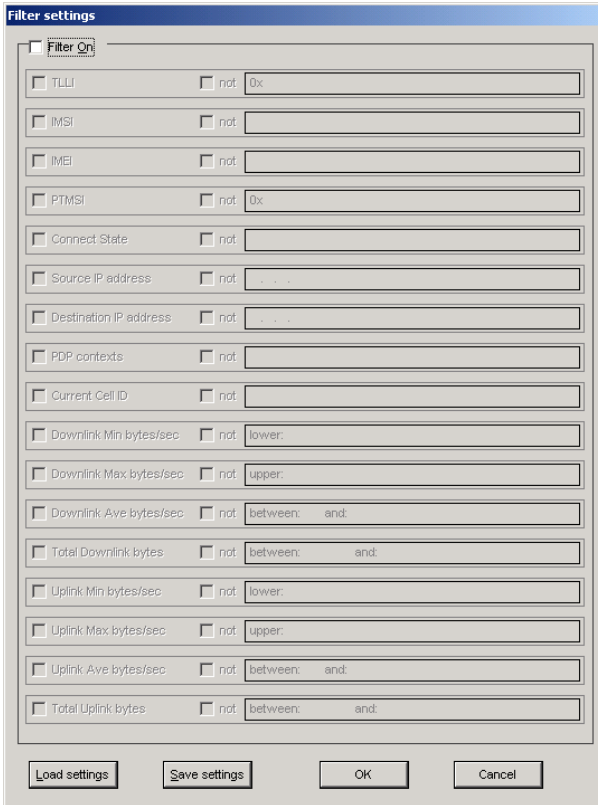 Filter settings
Filter On
TLLI not 0x
IMSI not
IMEI not
PTMSI not 0x
Connect State not
Source IP address not . . .
Destination IP address not . . .
PDP contexts not
Current Cell ID not
Downlink Min bytes/sec not lower:
Downlink Max bytes/sec not upper:
Downlink Ave bytes/sec not between: and:
Total Downlink bytes not between: and:
Uplink Min bytes/sec not lower:
Uplink Max bytes/sec not upper:
Uplink Ave bytes/sec not between: and:
Total Uplink bytes not between: and:
Load settings Save settings OK Cancel